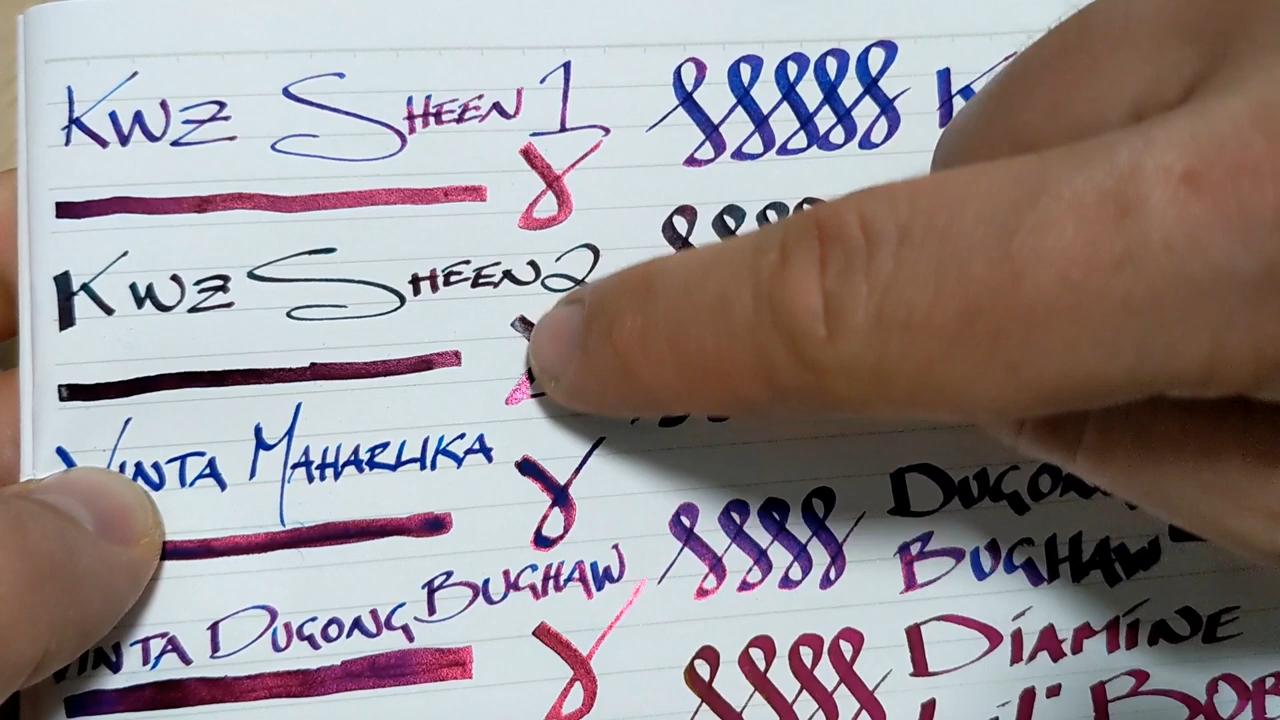 KWZ SHEEN 1
KWZ SHEEN 2
VINTA MAHARLIKA
VINTA DUGONG BUGHAW
DUGONG
BUGHAW
DIAMINE